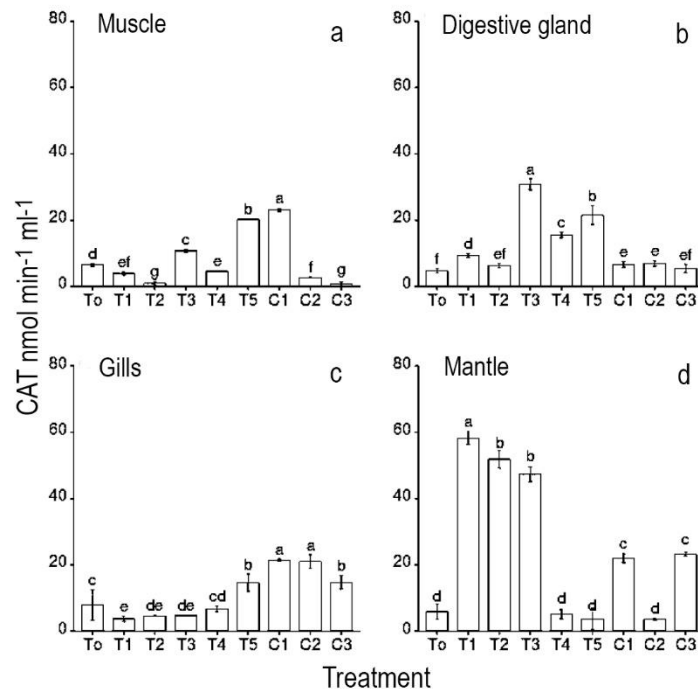 Muscle a
80
60
40
20
0
d ef g c e b a f g
To T1 T2 T3 T4 T5 C1 C2 C3
Digestive gland b
80
60
40
20
0
f d ef a c b e e ef
To T1 T2 T3 T4 T5 C1 C2 C3
CAT nmol min-1 ml-1
Gills c
80
60
40
20
0
c e de de cd b a a b
To T1 T2 T3 T4 T5 C1 C2 C3
Mantle d
80
60
40
20
0
d a b b d d c d c
To T1 T2 T3 T4 T5 C1 C2 C3
Treatment